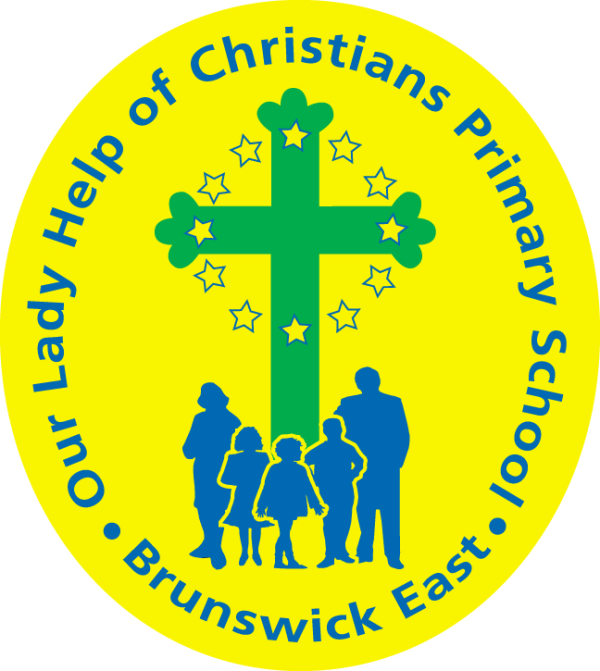 Our Lady Help of Christians Primary School
• Brunswick East •